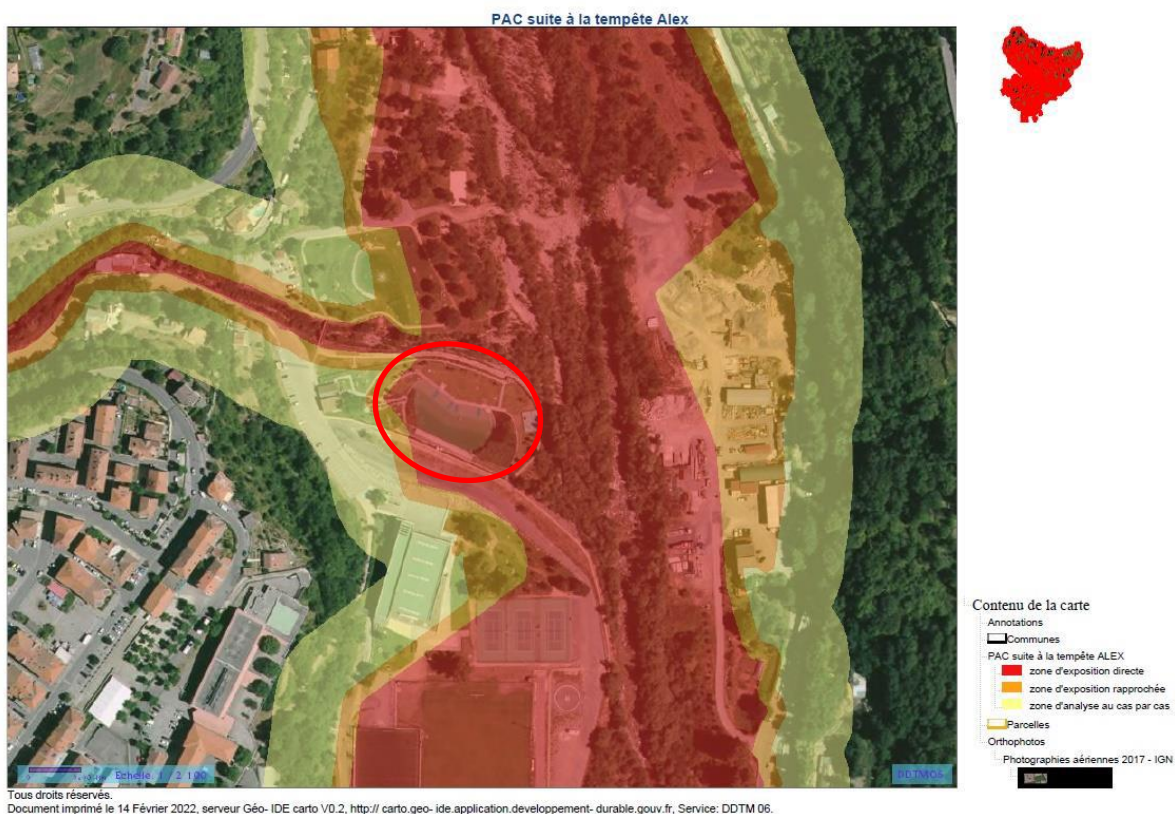 PAC suite à la tempête Alex
Contenu de la carte
Annotations
Communes
PAC suite à la tempête ALEX
zone d'exposition directe
zone d'exposition rapprochée
zone d'analyse au cas par cas
Parcelles
Orthophotos
Photographies aériennes 2017 - IGN
Echelle 1 / 2 100
DDTM06
Tous droits réservés.
Document imprimé le 14 Février 2022, serveur Géo- IDE carto V0.2, http:// carto.geo- ide.application.developpement- durable.gouv.fr, Service: DDTM 06.